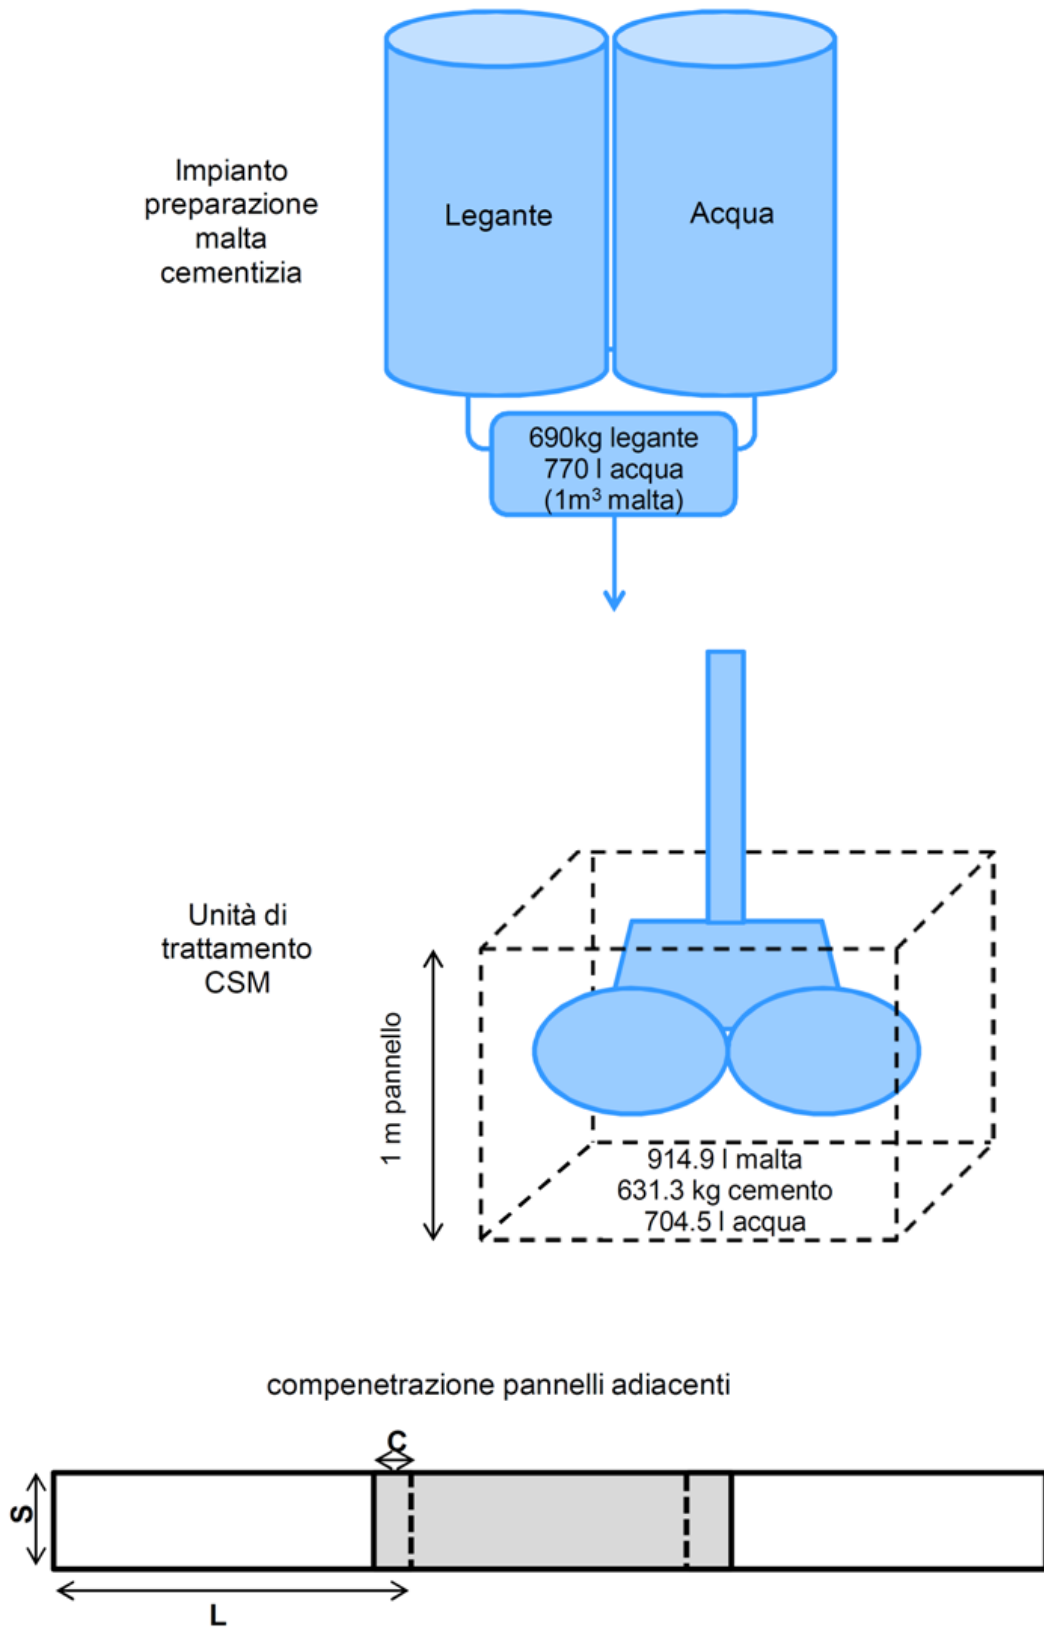 Impianto
preparazione
malta
cementizia
Legante
Acqua
690kg legante
770 l acqua
(1m³ malta)
Unità di
trattamento
CSM
1 m pannello
914.9 l malta
631.3 kg cemento
704.5 l acqua
compenetrazione pannelli adiacenti
C
S
L